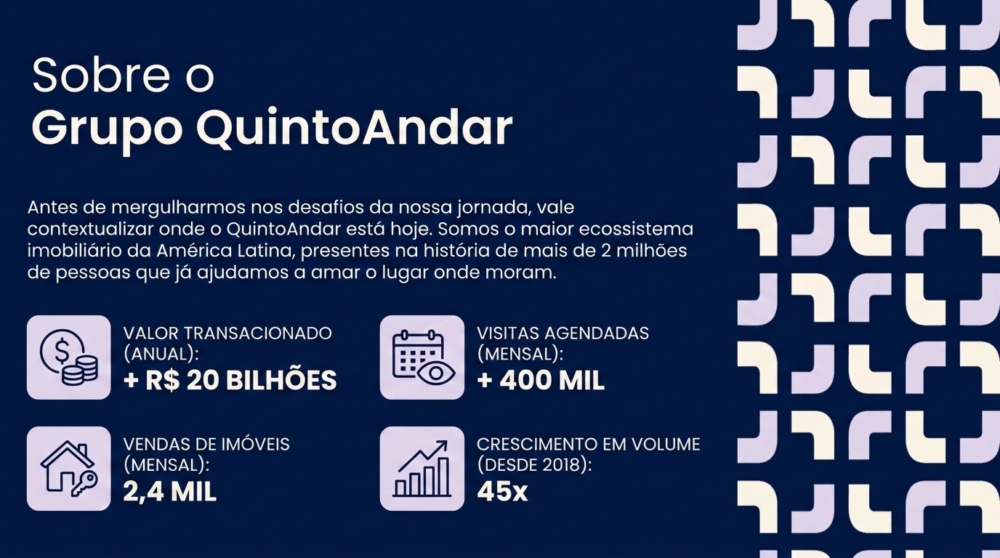 Sobre o
Grupo QuintoAndar
Antes de mergulharmos nos desafios da nossa jornada, vale
contextualizar onde o QuintoAndar está hoje. Somos o maior ecossistema
imobiliário da América Latina, presentes na história de mais de 2 milhões
de pessoas que já ajudamos a amar o lugar onde moram.
$
VALOR TRANSACIONADO
(ANUAL):
+ R$ 20 BILHÕES
VISITAS AGENDADAS
(MENSAL):
+ 400 MIL
VENDAS DE IMÓVEIS
(MENSAL):
2,4 MIL
CRESCIMENTO EM VOLUME
(DESDE 2018):
45x